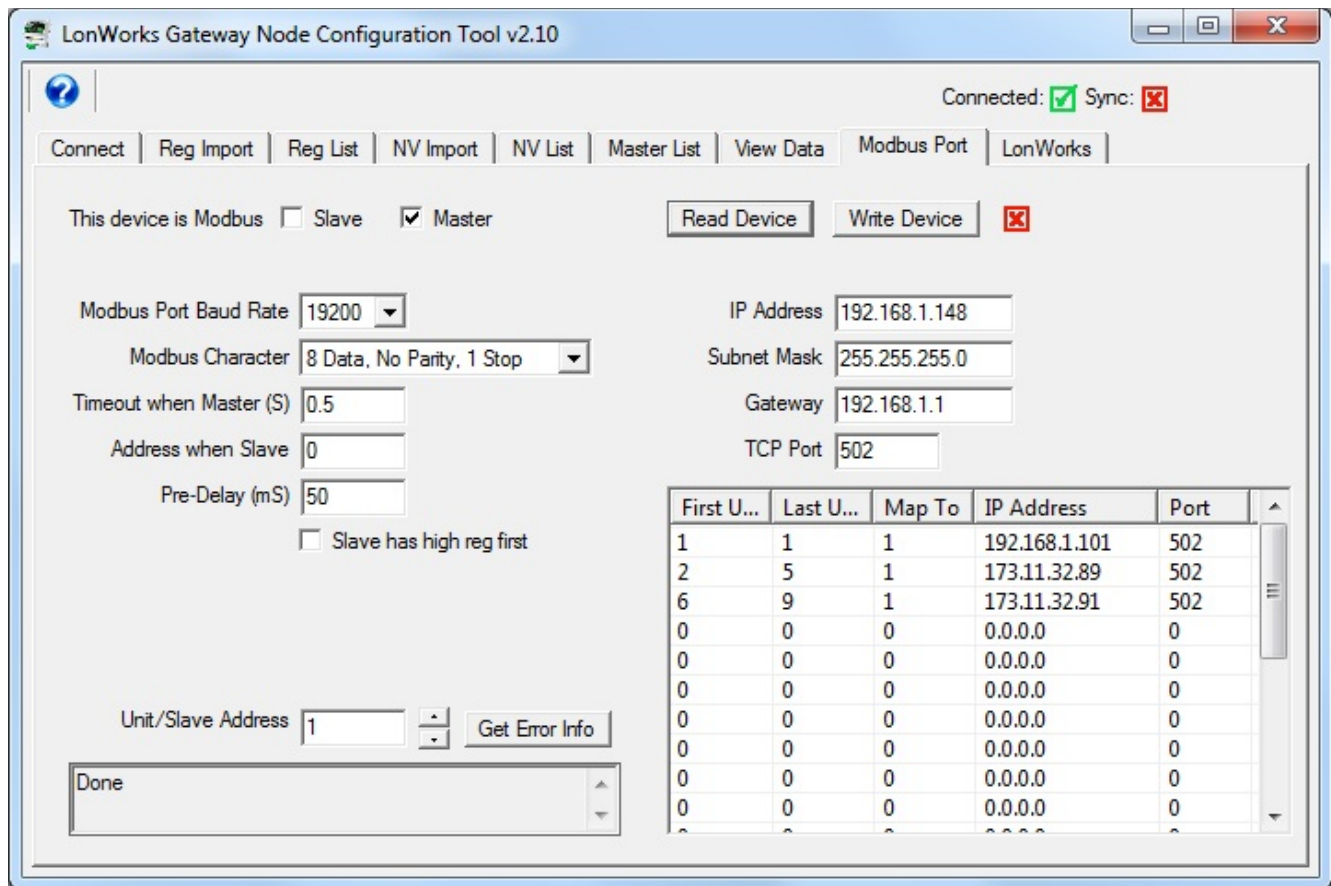 LonWorks Gateway Node Configuration Tool v2.10
Connected: Sync:
Connect Reg Import Reg List NV Import NV List Master List View Data Modbus Port LonWorks
This device is Modbus Slave Master
Read Device Write Device
Modbus Port Baud Rate 19200
Modbus Character 8 Data, No Parity, 1 Stop
Timeout when Master (S) 0.5
Address when Slave 0
Pre-Delay (mS) 50
Slave has high reg first
Unit/Slave Address 1 Get Error Info
Done
IP Address 192.168.1.148
Subnet Mask 255.255.255.0
Gateway 192.168.1.1
TCP Port 502
First U... Last U... Map To IP Address Port
1 1 1 192.168.1.101 502
2 5 1 173.11.32.89 502
6 9 1 173.11.32.91 502
0 0 0 0.0.0.0 0
0 0 0 0.0.0.0 0
0 0 0 0.0.0.0 0
0 0 0 0.0.0.0 0
0 0 0 0.0.0.0 0
0 0 0 0.0.0.0 0
0 0 0 0.0.0.0 0